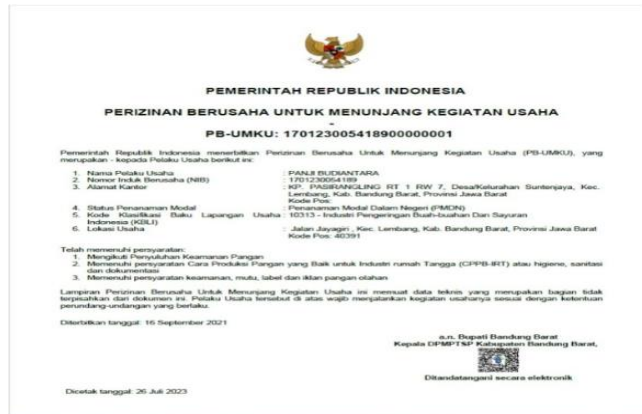 PEMERINTAH REPUBLIK INDONESIA
PERIZINAN BERUSAHA UNTUK MENUNJANG KEGIATAN USAHA
-
PB-UMKU: 170123005418900000001
Pemerintah Republik Indonesia menerbitkan Perizinan Berusaha Untuk Menunjang Kegiatan Usaha (PB-UMKU), yang
merupakan - kepada Pelaku Usaha berikut ini:
1. Nama Pelaku Usaha : PANJI BUDIANTARA
2. Nomor Induk Berusaha (NIB) : 1701230054189
3. Alamat Kantor : KP. PASIRANGLING RT 1 RW 7, Desa/Kelurahan Suntenjaya, Kec.
Lembang, Kab. Bandung Barat, Provinsi Jawa Barat
Kode Pos:
4. Status Penanaman Modal : Penanaman Modal Dalam Negeri (PMDN)
5. Kode Klasifikasi Baku Lapangan Usaha : 10313 - Industri Pengeringan Buah-buahan Dan Sayuran
Indonesia (KBLI)
6. Lokasi Usaha : Jalan Jayagiri , Kec. Lembang, Kab. Bandung Barat, Provinsi Jawa Barat
Kode Pos: 40391
Telah memenuhi persyaratan:
1. Mengikuti Penyuluhan Keamanan Pangan
2. Memenuhi persyaratan Cara Produksi Pangan yang Baik untuk Industri rumah Tangga (CPPB-IRT) atau higiene, sanitasi
dan dokumentasi
3. Memenuhi persyaratan keamanan, mutu, label dan iklan pangan olahan
Lampiran Perizinan Berusaha Untuk Menunjang Kegiatan Usaha ini memuat data teknis yang merupakan bagian tidak
terpisahkan dari dokumen ini. Pelaku Usaha tersebut di atas wajib menjalankan kegiatan usahanya sesuai dengan ketentuan
perundang-undangan yang berlaku.
Diterbitkan tanggal: 16 September 2021
a.n. Bupati Bandung Barat
Kepala DPMPTSP Kabupaten Bandung Barat,
Ditandatangani secara elektronik
Dicetak tanggal: 26 Juli 2023